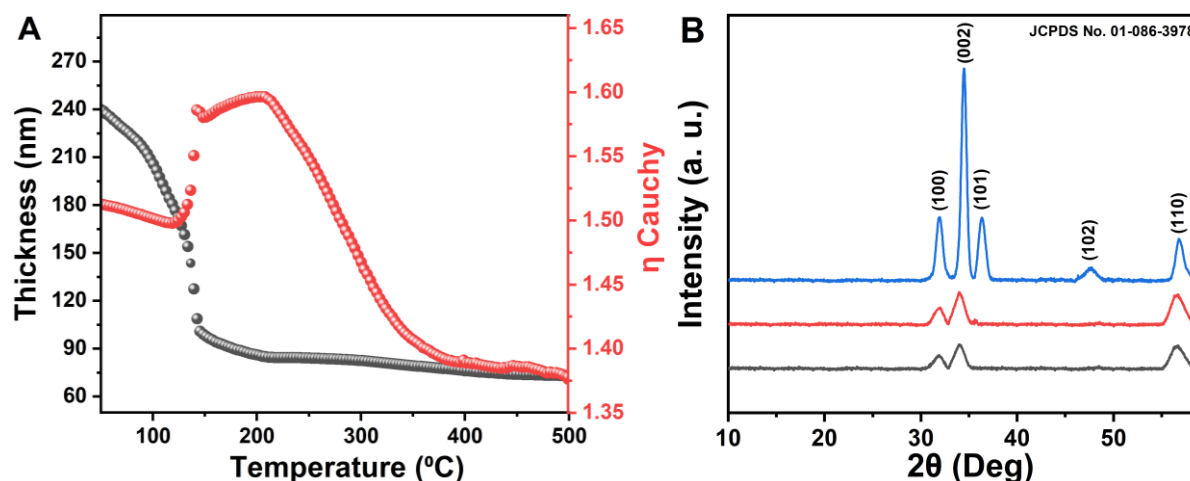 A
270
240
210
180
150
120
90
60
Thickness (nm)
100 200 300 400 500
Temperature (ºC)
1.65
1.60
1.55
1.50
1.45
1.40
1.35
η Cauchy
B
JCPDS No. 01-086-3978
(100)
(002)
(101)
(102)
(110)
Intensity (a. u.)
10 20 30 40 50
2θ (Deg)